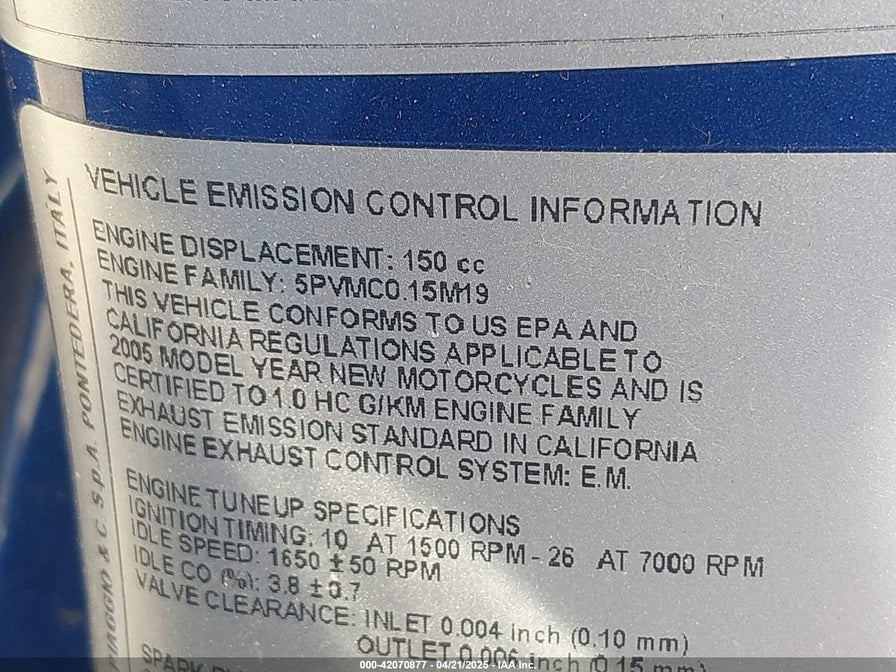 VEHICLE EMISSION CONTROL INFORMATION
ENGINE DISPLACEMENT: 150 cc
ENGINE FAMILY: 5PVMC0.15M19
THIS VEHICLE CONFORMS TO US EPA AND
CALIFORNIA REGULATIONS APPLICABLE TO
2005 MODEL YEAR NEW MOTORCYCLES AND IS
CERTIFIED TO 1.0 HC G/KM ENGINE FAMILY
EXHAUST EMISSION STANDARD IN CALIFORNIA
ENGINE EXHAUST CONTROL SYSTEM: E.M.
ENGINE TUNEUP SPECIFICATIONS
IGNITION TIMING: 10 AT 1500 RPM - 26 AT 7000 RPM
IDLE SPEED: 1650 ± 50 RPM
IDLE CO (%): 3.8 ± 0.7
VALVE CLEARANCE: INLET 0.004 inch (0.10 mm)
OUTLET 0.006 inch (0.15 mm)
PIAGGIO & C. S.p.A. PONTEDERA, ITALY
000-42070877 - 04/21/2025 - IAA Inc.